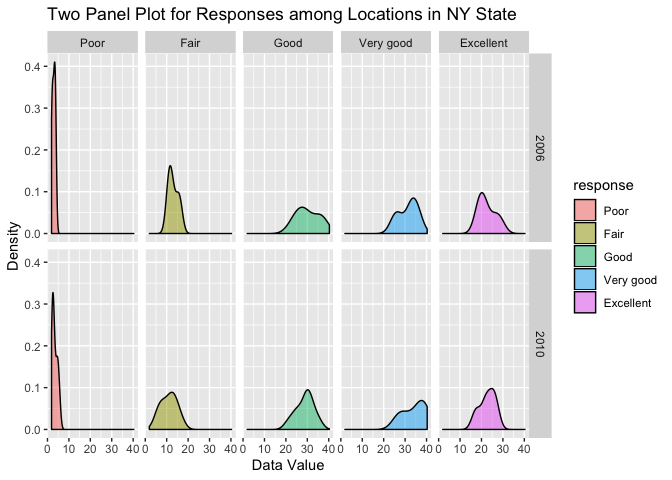 Two Panel Plot for Responses among Locations in NY State
Poor Fair Good Very good Excellent
0.4
0.3
0.2
0.1
0.0
2006
0.4
0.3
0.2
0.1
0.0
2010
0 10 20 30 40 0 10 20 30 40 0 10 20 30 40 0 10 20 30 40 0 10 20 30 40
Data Value
Density
response
Poor
Fair
Good
Very good
Excellent